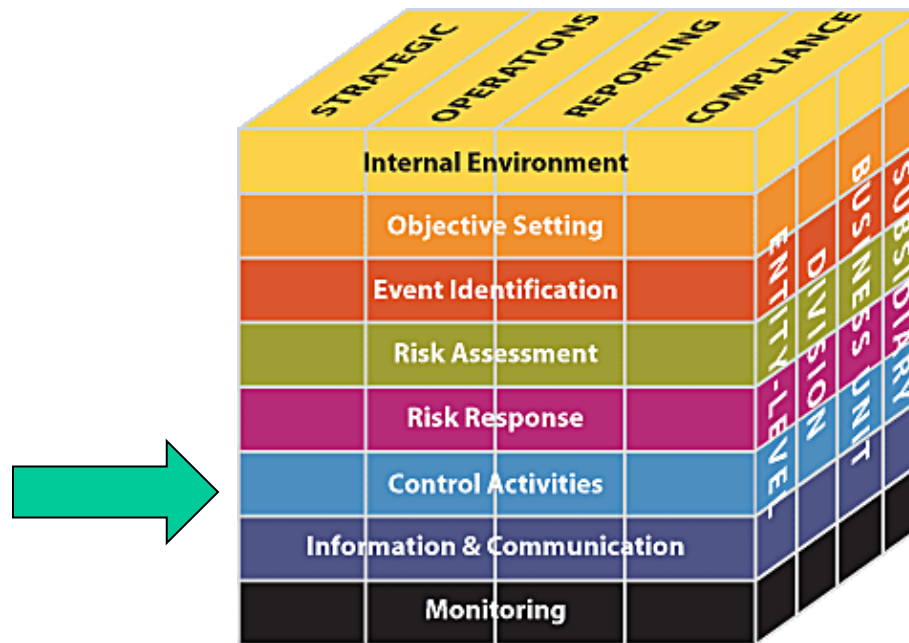 STRATEGIC
OPERATIONS
REPORTING
COMPLIANCE
Internal Environment
Objective Setting
Event Identification
Risk Assessment
Risk Response
Control Activities
Information & Communication
Monitoring
ENTITY-LEVEL
DIVISION
BUSINESS UNIT
SUBSIDIARY